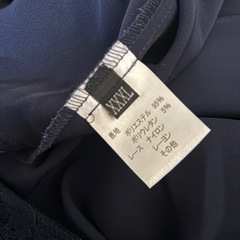 XXXL
表地 ポリエステル 95%
ポリウレタン 5%
レース ナイロン
レーヨン
その他